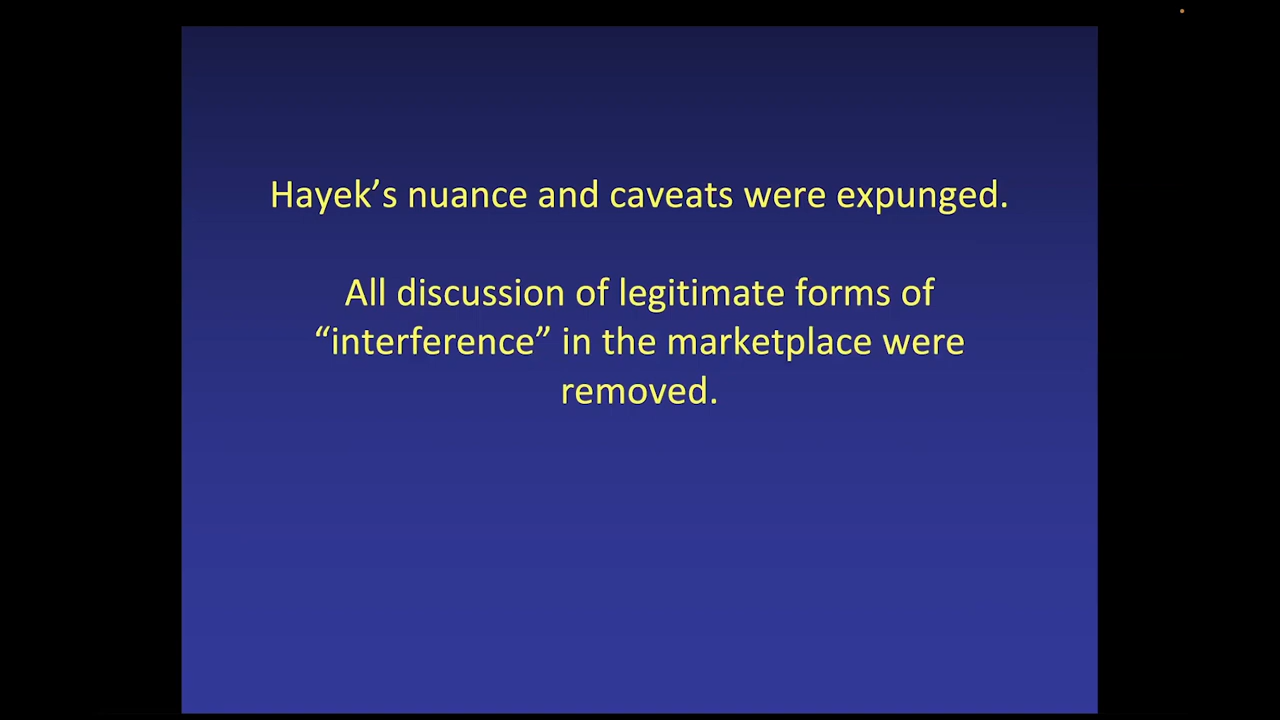 Hayek’s nuance and caveats were expunged.
All discussion of legitimate forms of
“interference” in the marketplace were
removed.